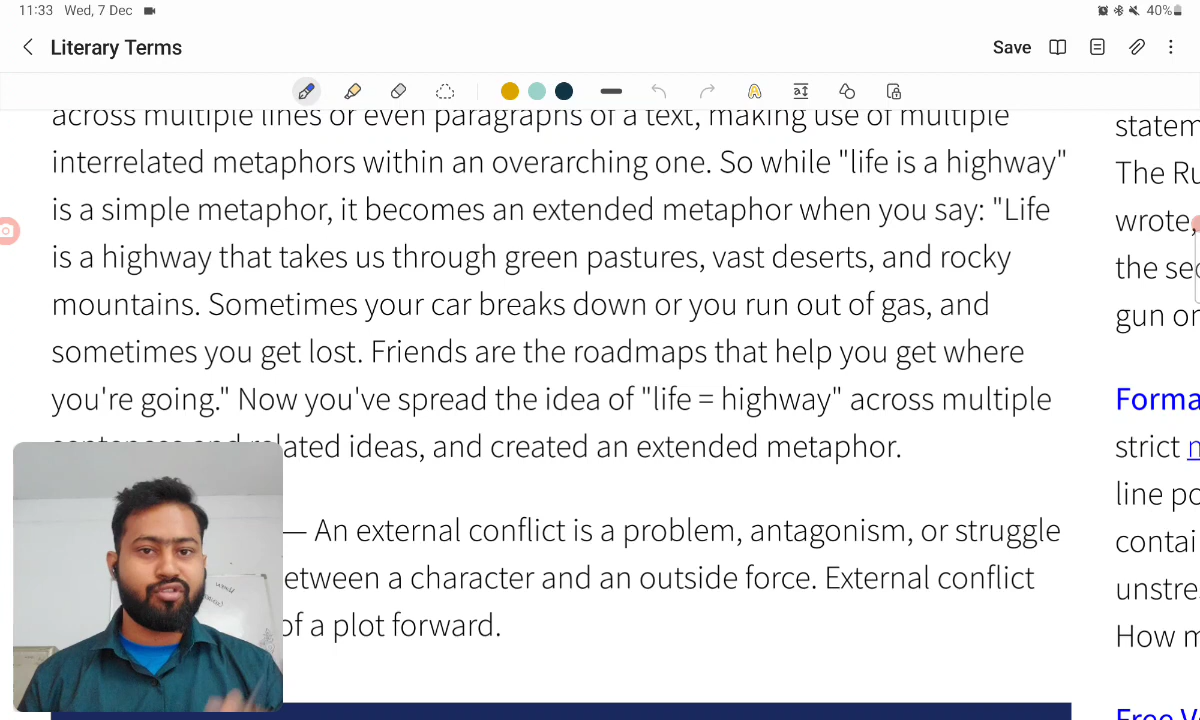 11:33 Wed, 7 Dec 40%
Literary Terms Save
across multiple lines or even paragraphs of a text, making use of multiple
interrelated metaphors within an overarching one. So while "life is a highway"
is a simple metaphor, it becomes an extended metaphor when you say: "Life
is a highway that takes us through green pastures, vast deserts, and rocky
mountains. Sometimes your car breaks down or you run out of gas, and
sometimes you get lost. Friends are the roadmaps that help you get where
you're going." Now you've spread the idea of "life = highway" across multiple
sentences and related ideas, and created an extended metaphor.
— An external conflict is a problem, antagonism, or struggle
etween a character and an outside force. External conflict
of a plot forward.
statem
The Ru
wrote,
the sec
gun or
Forma
strict
line po
contai
unstre
How m
Free V